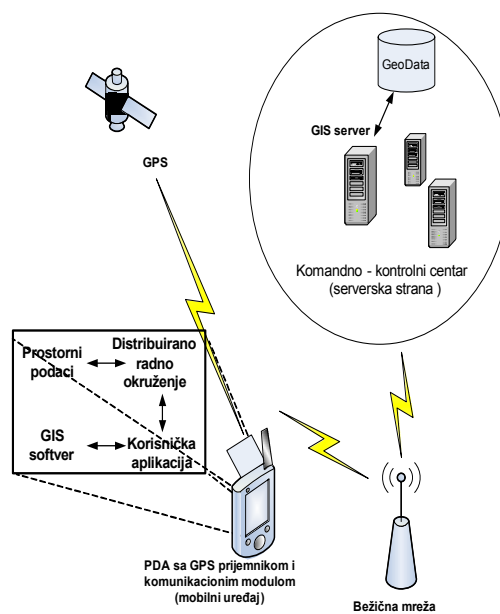 GeoData
GIS server
Komandno - kontrolni centar
(serverska strana )
GPS
Prostorni
podaci
Distribuirano
radno
okruženje
GIS
softver
Korisnička
aplikacija
PDA sa GPS prijemnikom i
komunikacionim modulom
(mobilni uređaj)
Bežična mreža